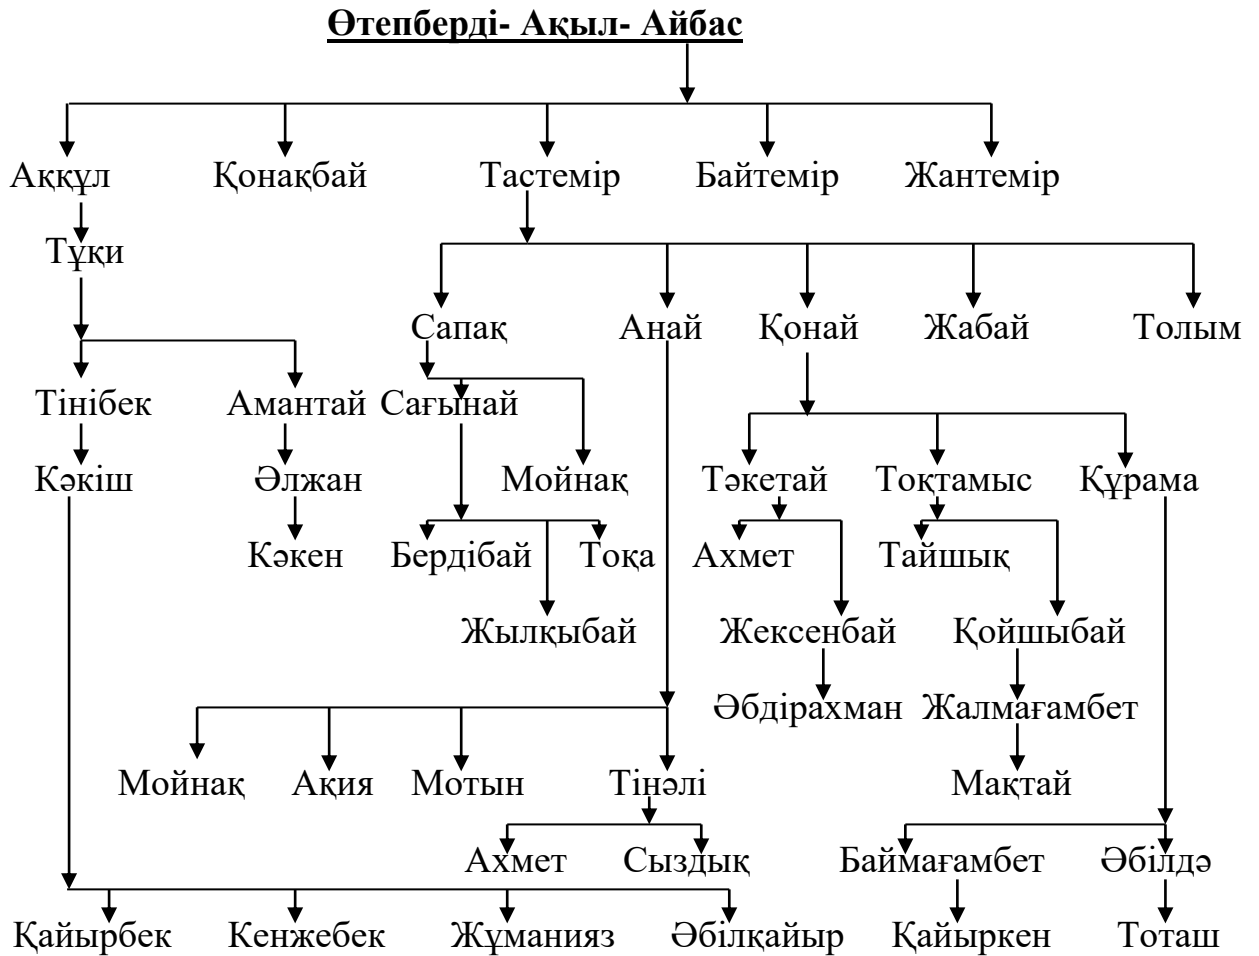 Өтепберді- Ақыл- Айбас
Аққұл Қонақбай Тастемір Байтемір Жантемір
Тұқи
Сапақ Анай Қонай Жабай Толым
Тінібек Амантай Сағынай
Кәкіш Әлжан Мойнақ Тәкетай Тоқтамыс Құрама
Кәкен Бердібай Тоқа Ахмет Тайшық
Жылқыбай Жексенбай Қойшыбай
Әбдірахман Жалмағамбет
Мойнақ Ақия Мотын Тінәлі Мақтай
Ахмет Сыздық Баймағамбет Әбілдә
Қайырбек Кенжебек Жұманияз Әбілқайыр Қайыркен Тоташ